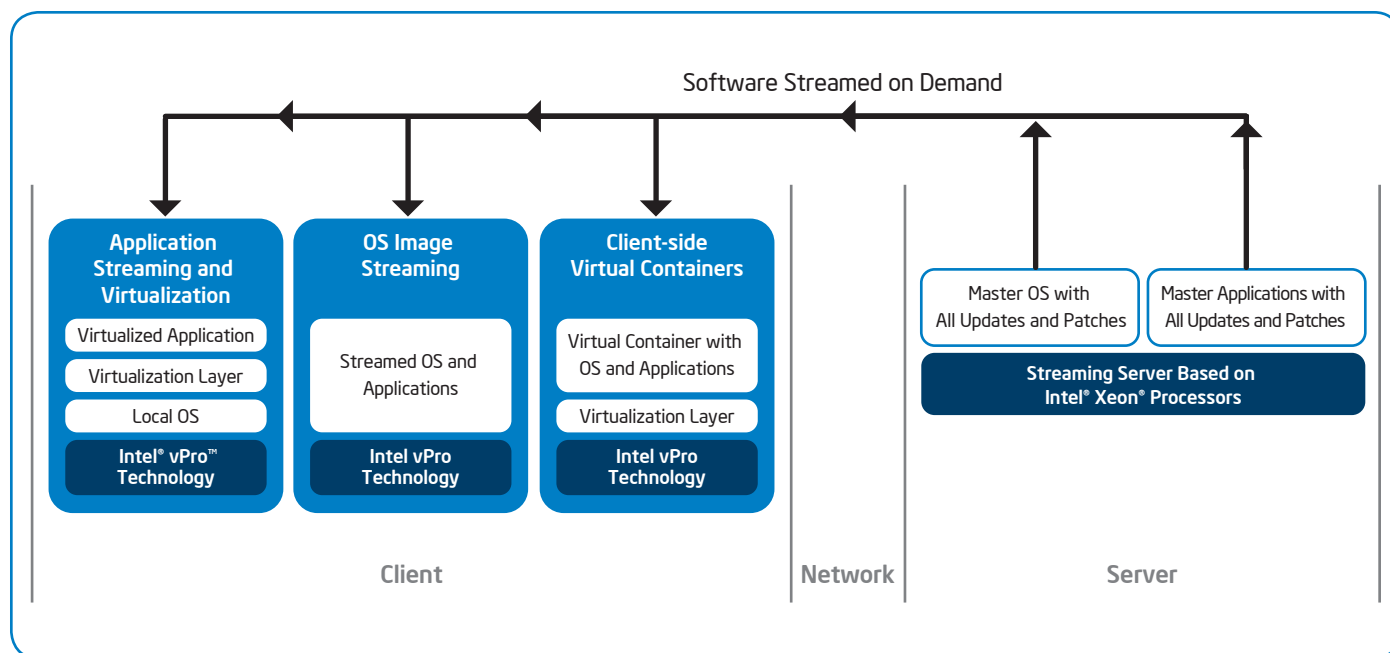 Software Streamed on Demand
Application
Streaming and
Virtualization
Virtualized Application
Virtualization Layer
Local OS
Intel® vPro™
Technology
OS Image
Streaming
Streamed OS and
Applications
Intel vPro
Technology
Client-side
Virtual Containers
Virtual Container with
OS and Applications
Virtualization Layer
Intel vPro
Technology
Master OS with
All Updates and Patches
Master Applications with
All Updates and Patches
Streaming Server Based on
Intel® Xeon® Processors
Client
Network
Server